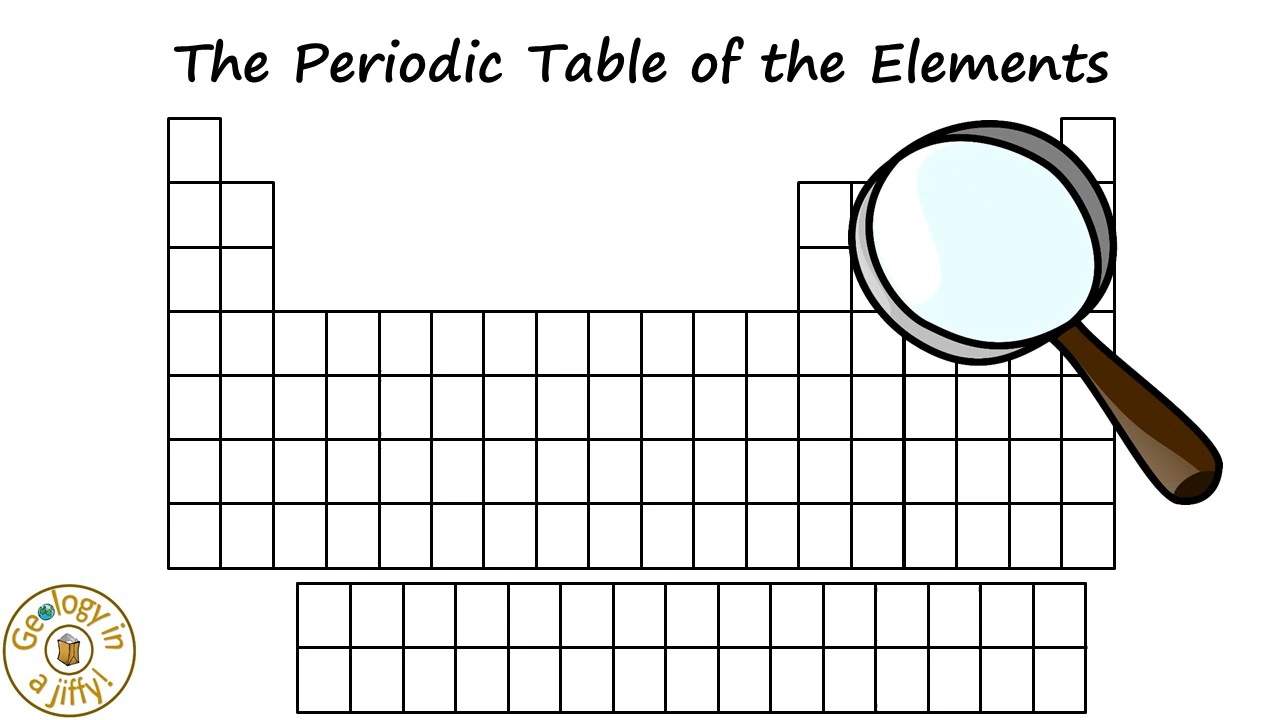 The Periodic Table of the Elements
Geology in
a jiffy!